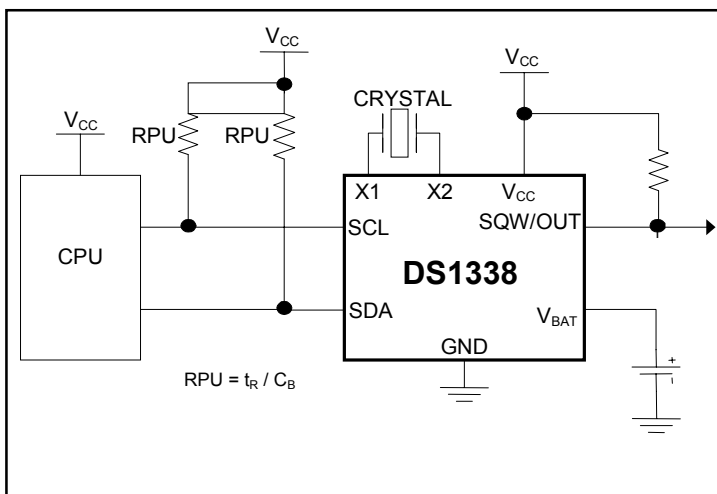 VCC
VCC
VCC
CRYSTAL
RPU
RPU
X1
X2
VCC
SCL
SQW/OUT
CPU
DS1338
SDA
VBAT
GND
RPU = tR / CB
+
–